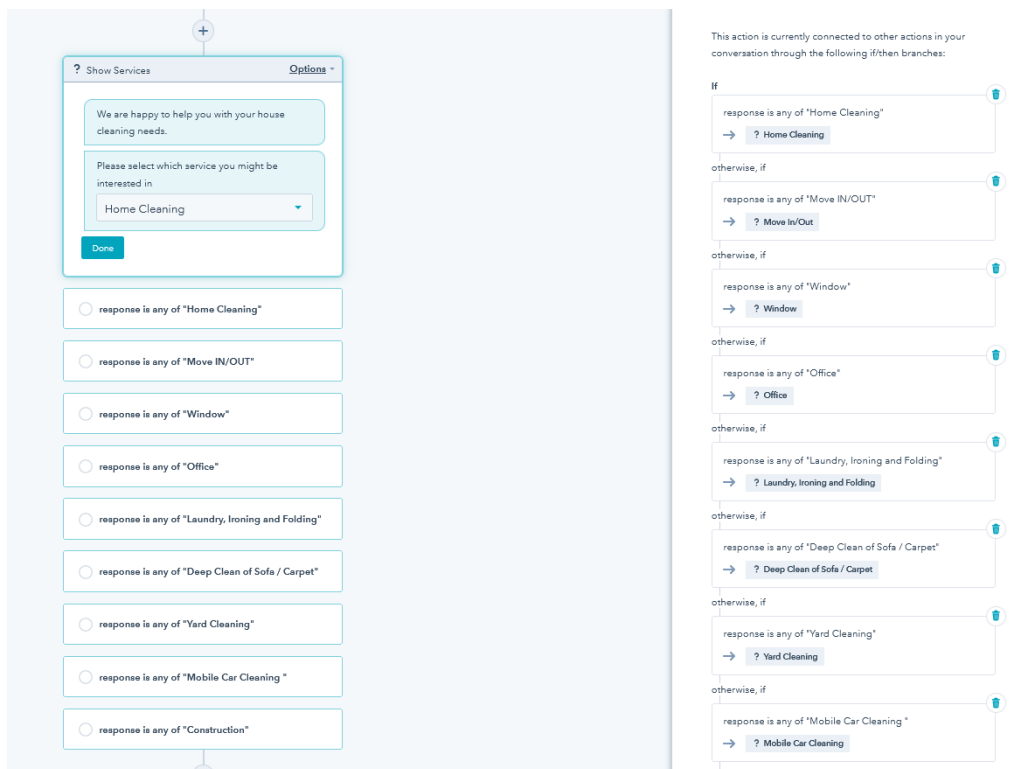 ? Show Services
Options
We are happy to help you with your house
cleaning needs.
Please select which service you might be
interested in
Home Cleaning
Done
response is any of "Home Cleaning"
response is any of "Move IN/OUT"
response is any of "Window"
response is any of "Office"
response is any of "Laundry, Ironing and Folding"
response is any of "Deep Clean of Sofa / Carpet"
response is any of "Yard Cleaning"
response is any of "Mobile Car Cleaning "
response is any of "Construction"
This action is currently connected to other actions in your
conversation through the following if/then branches:
If
response is any of "Home Cleaning"
? Home Cleaning
otherwise, if
response is any of "Move IN/OUT"
? Move In/Out
otherwise, if
response is any of "Window"
? Window
otherwise, if
response is any of "Office"
? Office
otherwise, if
response is any of "Laundry, Ironing and Folding"
? Laundry, Ironing and Folding
otherwise, if
response is any of "Deep Clean of Sofa / Carpet"
? Deep Clean of Sofa / Carpet
otherwise, if
response is any of "Yard Cleaning"
? Yard Cleaning
otherwise, if
response is any of "Mobile Car Cleaning "
? Mobile Car Cleaning